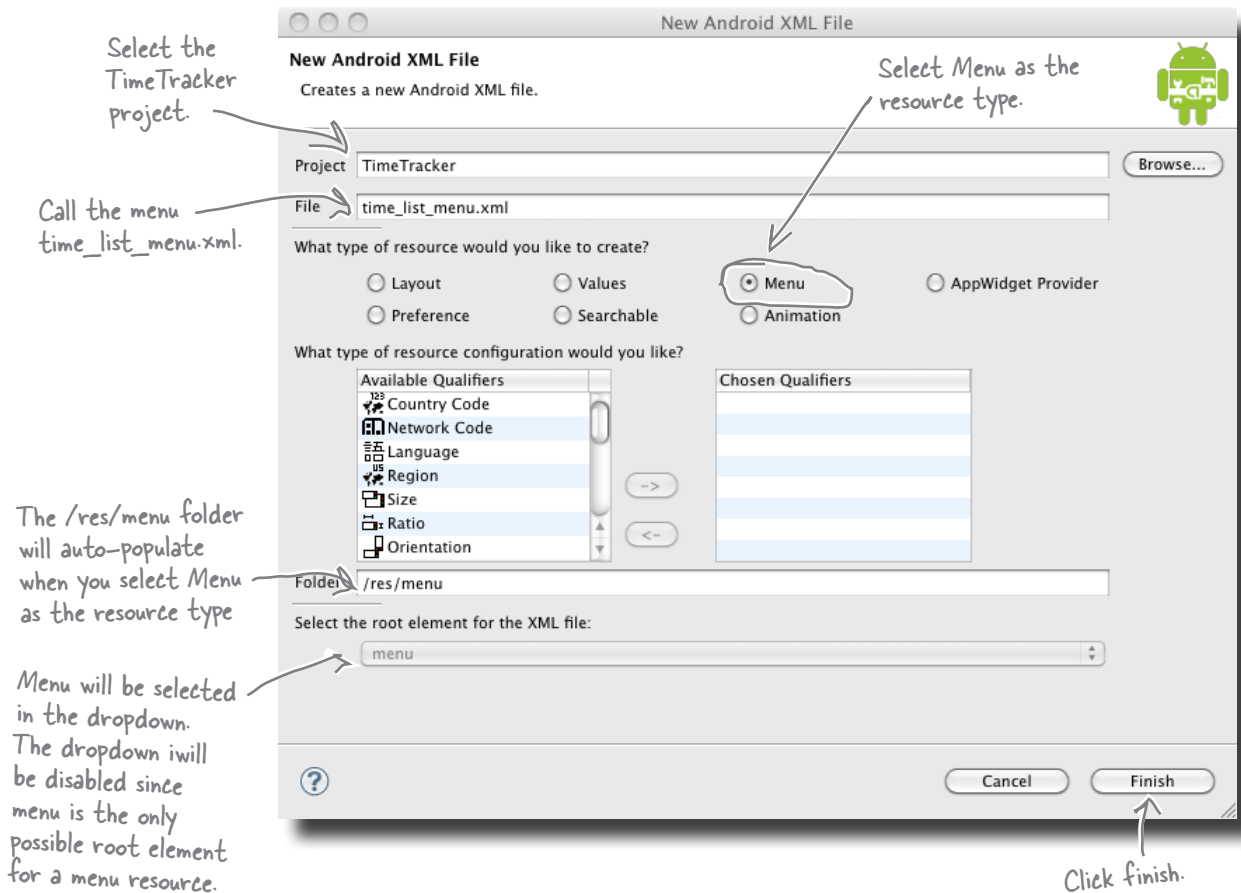 New Android XML File
New Android XML File
Creates a new Android XML file.
Select the
TimeTracker
project.
Select Menu as the
resource type.
Project TimeTracker Browse...
Call the menu
time_list_menu.xml.
File time_list_menu.xml
What type of resource would you like to create?
Layout Values Menu AppWidget Provider
Preference Searchable Animation
What type of resource configuration would you like?
Available Qualifiers Chosen Qualifiers
123
Country Code
Network Code
語言 Language
US
Region
Size
Ratio
Orientation
->
<-
The /res/menu folder
will auto-populate
when you select Menu
as the resource type
Folder /res/menu
Select the root element for the XML file:
menu
Menu will be selected
in the dropdown.
The dropdown iwill
be disabled since
menu is the only
possible root element
for a menu resource.
?
Cancel Finish
Click finish.